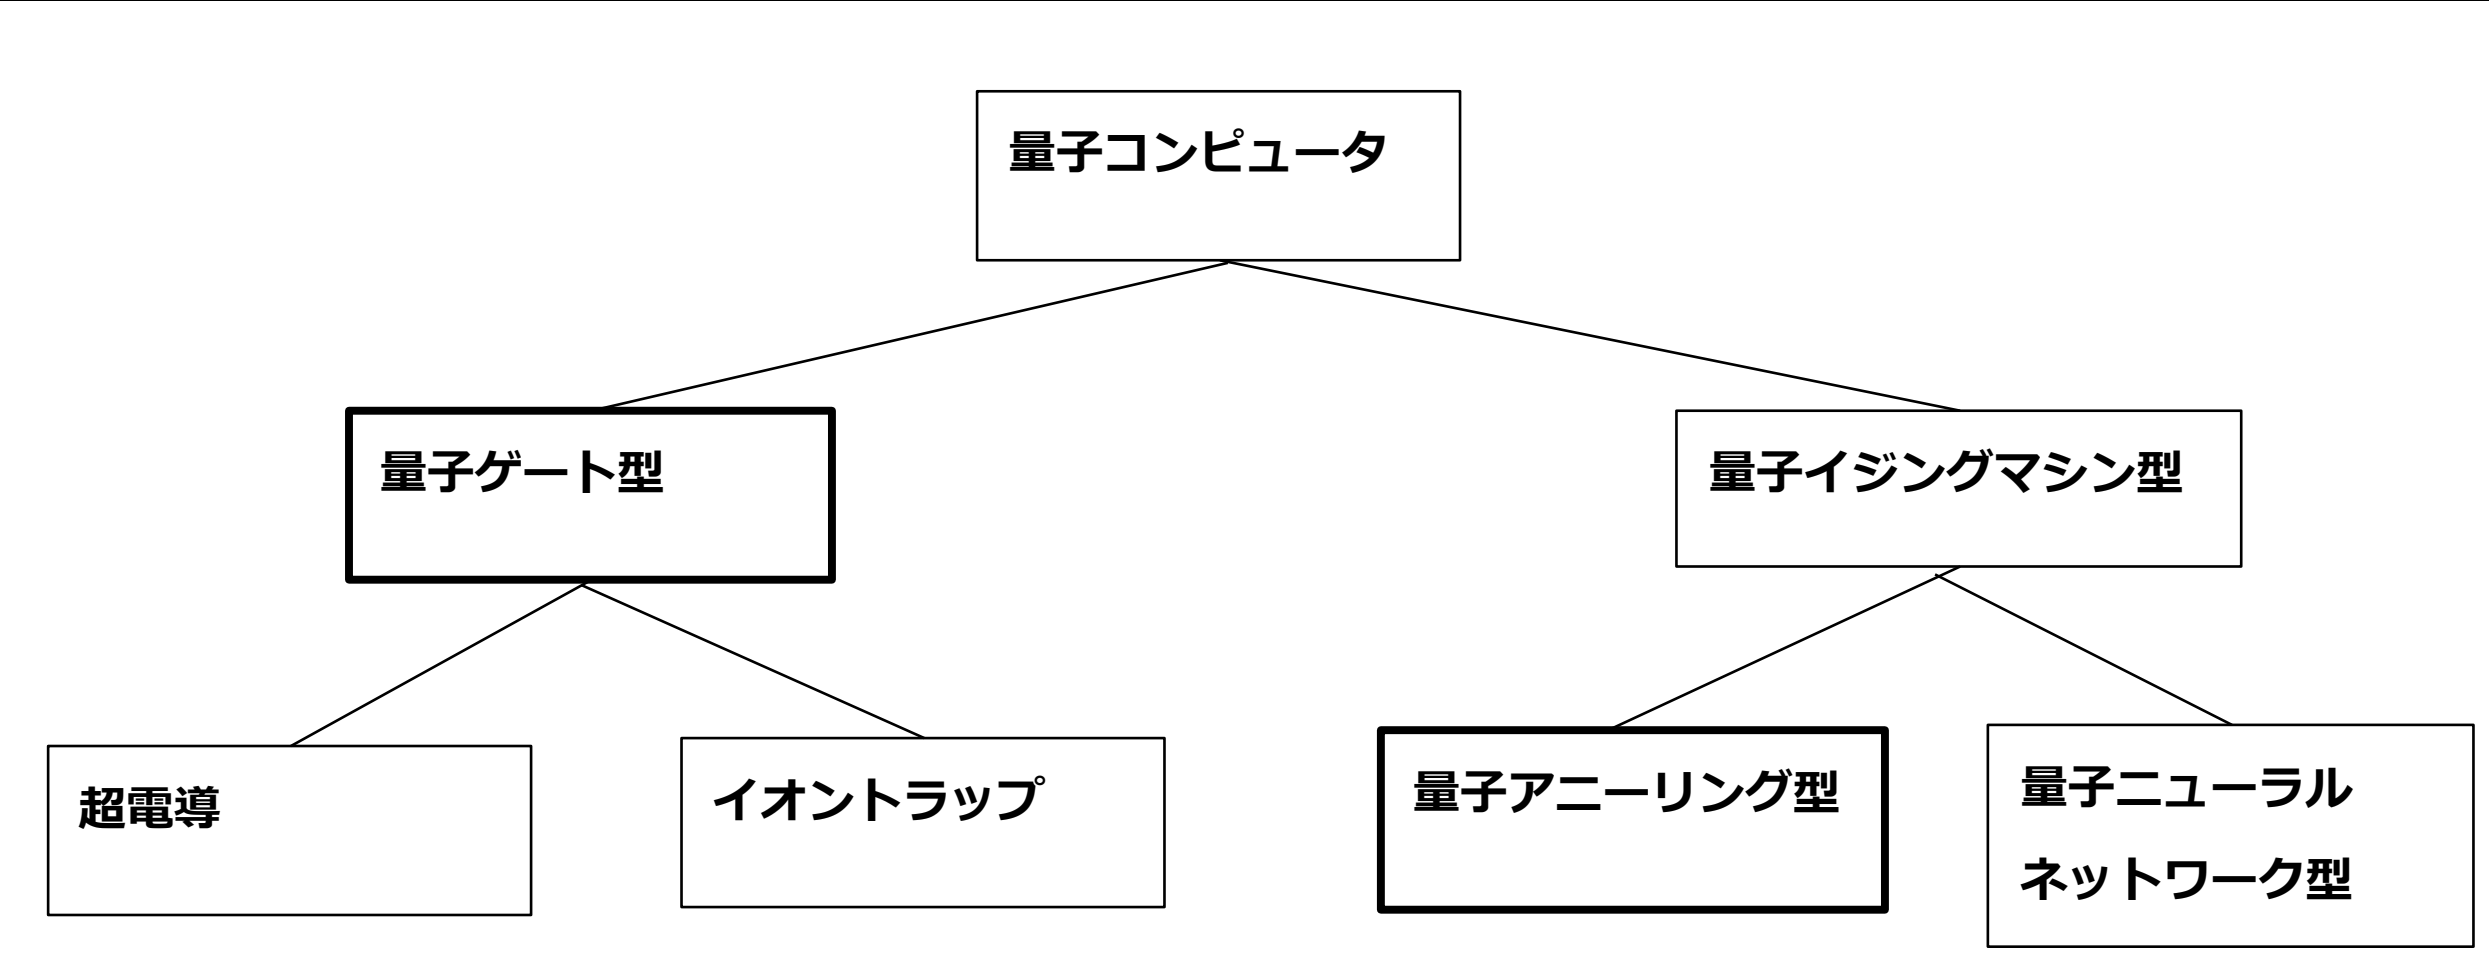 量子コンピュータ
量子ゲート型
量子イジングマシン型
超電導
イオントラップ
量子アニーリング型
量子ニューラル
ネットワーク型